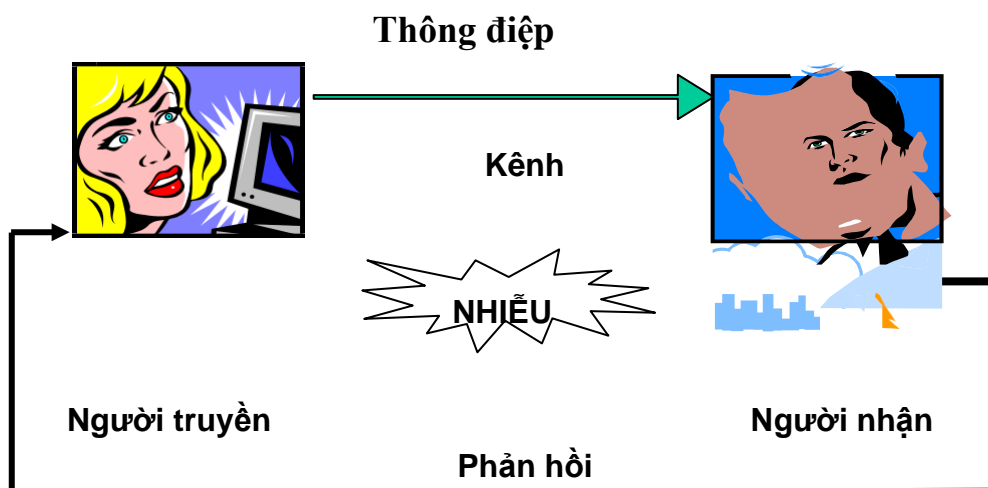 Thông điệp
Kênh
NHIỄU
Người truyền
Người nhận
Phản hồi